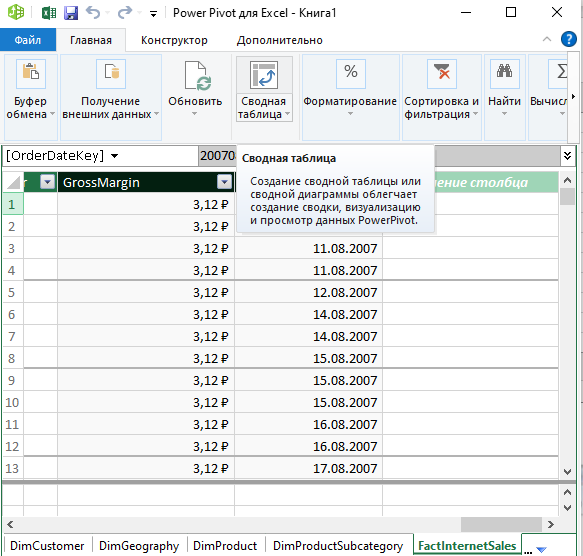 Power Pivot для Excel - Книга1
Файл Главная Конструктор Дополнительно
Буфер обмена
Получение внешних данных
Обновить
Сводная таблица
Форматирование
Сортировка и фильтрация
Найти
Вычисл
[OrderDateKey] 20070
Сводная таблица
Создание сводной таблицы или
сводной диаграммы облегчает
создание сводки, визуализацию
и просмотр данных PowerPivot.
GrossMargin ение столбца
1 3,12 ₽
2 3,12 ₽
3 3,12 ₽ 11.08.2007
4 3,12 ₽ 11.08.2007
5 3,12 ₽ 12.08.2007
6 3,12 ₽ 14.08.2007
7 3,12 ₽ 14.08.2007
8 3,12 ₽ 15.08.2007
9 3,12 ₽ 15.08.2007
10 3,12 ₽ 15.08.2007
11 3,12 ₽ 16.08.2007
12 3,12 ₽ 16.08.2007
13 3,12 ₽ 17.08.2007
DimCustomer DimGeography DimProduct DimProductSubcategory FactInternetSales ...